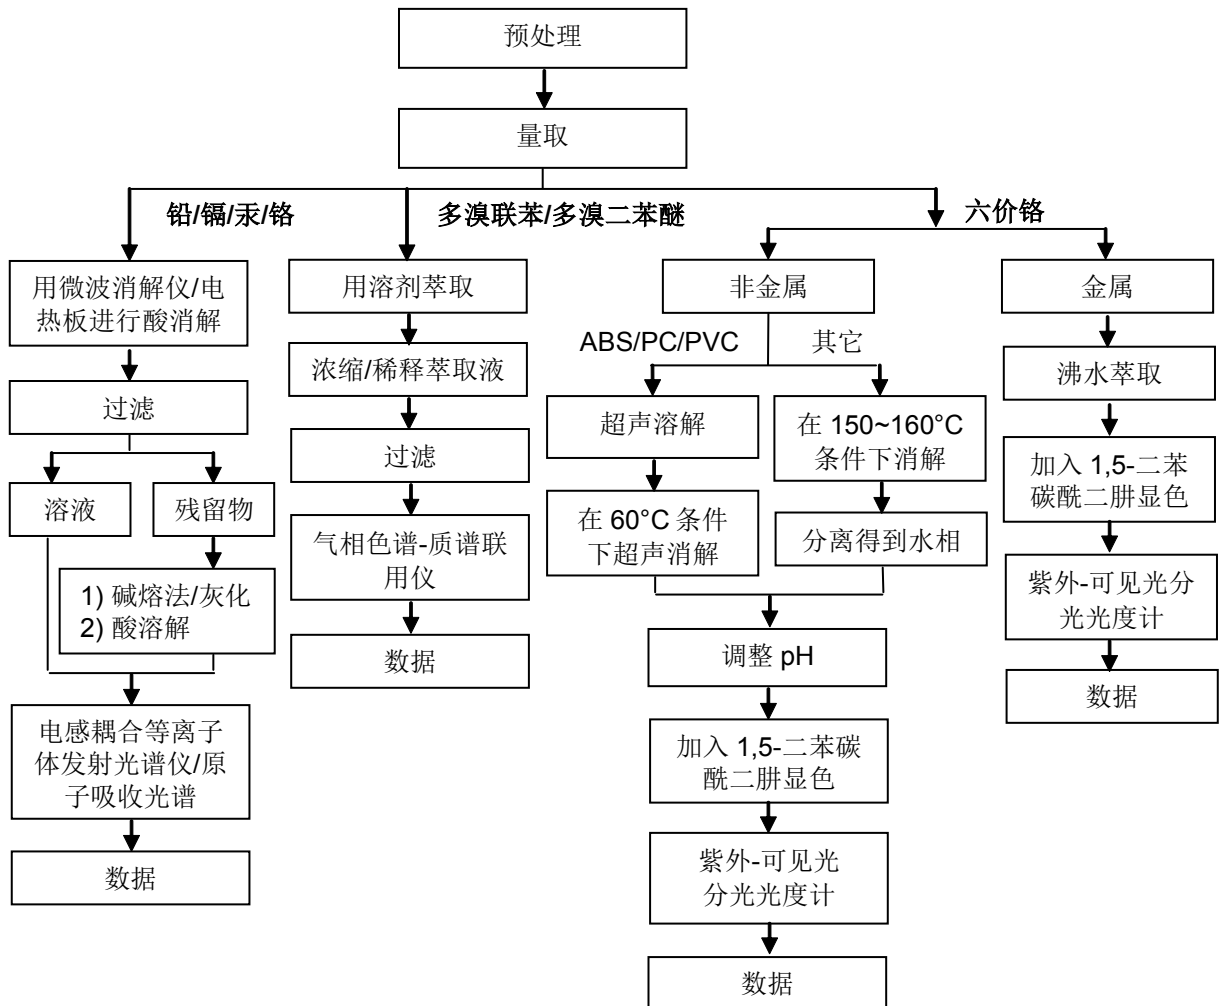 预处理
量取
铅/镉/汞/铬
多溴联苯/多溴二苯醚
六价铬
用微波消解仪/电
热板进行酸消解
过滤
溶液
残留物
1) 碱熔法/灰化
2) 酸溶解
电感耦合等离子
体发射光谱仪/原
子吸收光谱
数据
用溶剂萃取
浓缩/稀释萃取液
过滤
气相色谱-质谱联
用仪
数据
非金属
ABS/PC/PVC
其它
超声溶解
在 60°C 条件
下超声消解
在 150~160°C
条件下消解
分离得到水相
调整 pH
加入 1,5-二苯碳
酰二肼显色
紫外-可见光
分光光度计
数据
金属
沸水萃取
加入 1,5-二苯
碳酰二肼显色
紫外-可见光分
光光度计
数据